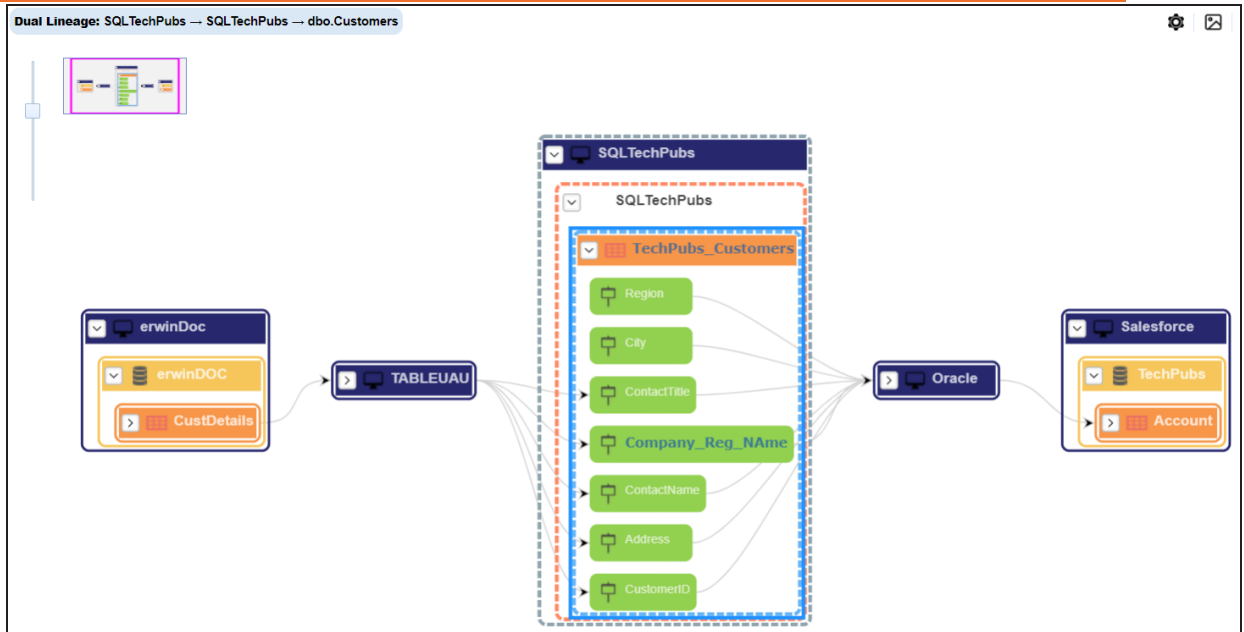 Dual Lineage: SQLTechPubs → SQLTechPubs → dbo.Customers
SQLTechPubs
SQLTechPubs
TechPubs_Customers
Region
City
ContactTitle
Company_Reg_NAme
ContactName
Address
CustomerID
erwinDoc
erwinDOC
CustDetails
TABLEUAU
Oracle
Salesforce
TechPubs
Account